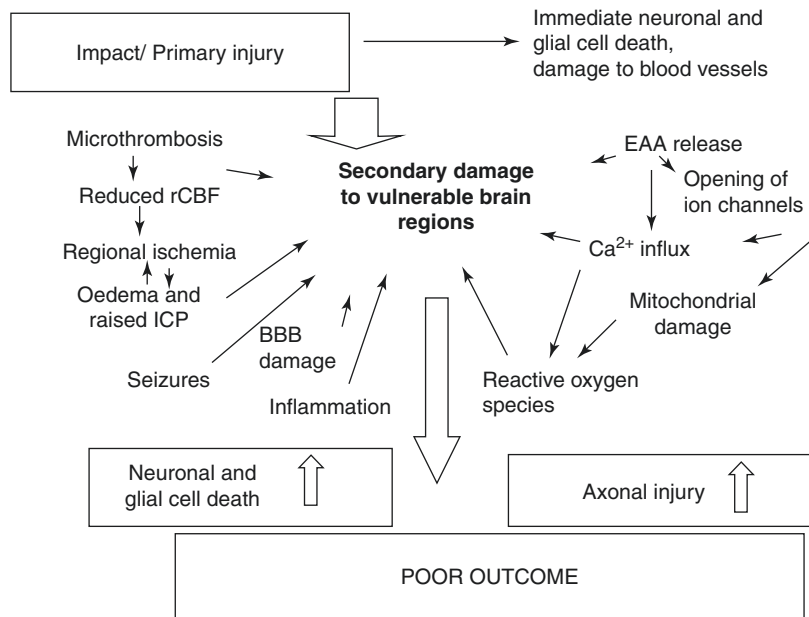 Impact/ Primary injury
Immediate neuronal and
glial cell death,
damage to blood vessels
Microthrombosis
Reduced rCBF
Regional ischemia
Oedema and
raised ICP
Seizures
BBB
damage
Inflammation
Secondary damage
to vulnerable brain
regions
EAA release
Opening of
ion channels
Ca²⁺ influx
Mitochondrial
damage
Reactive oxygen
species
Neuronal and
glial cell death
Axonal injury
POOR OUTCOME